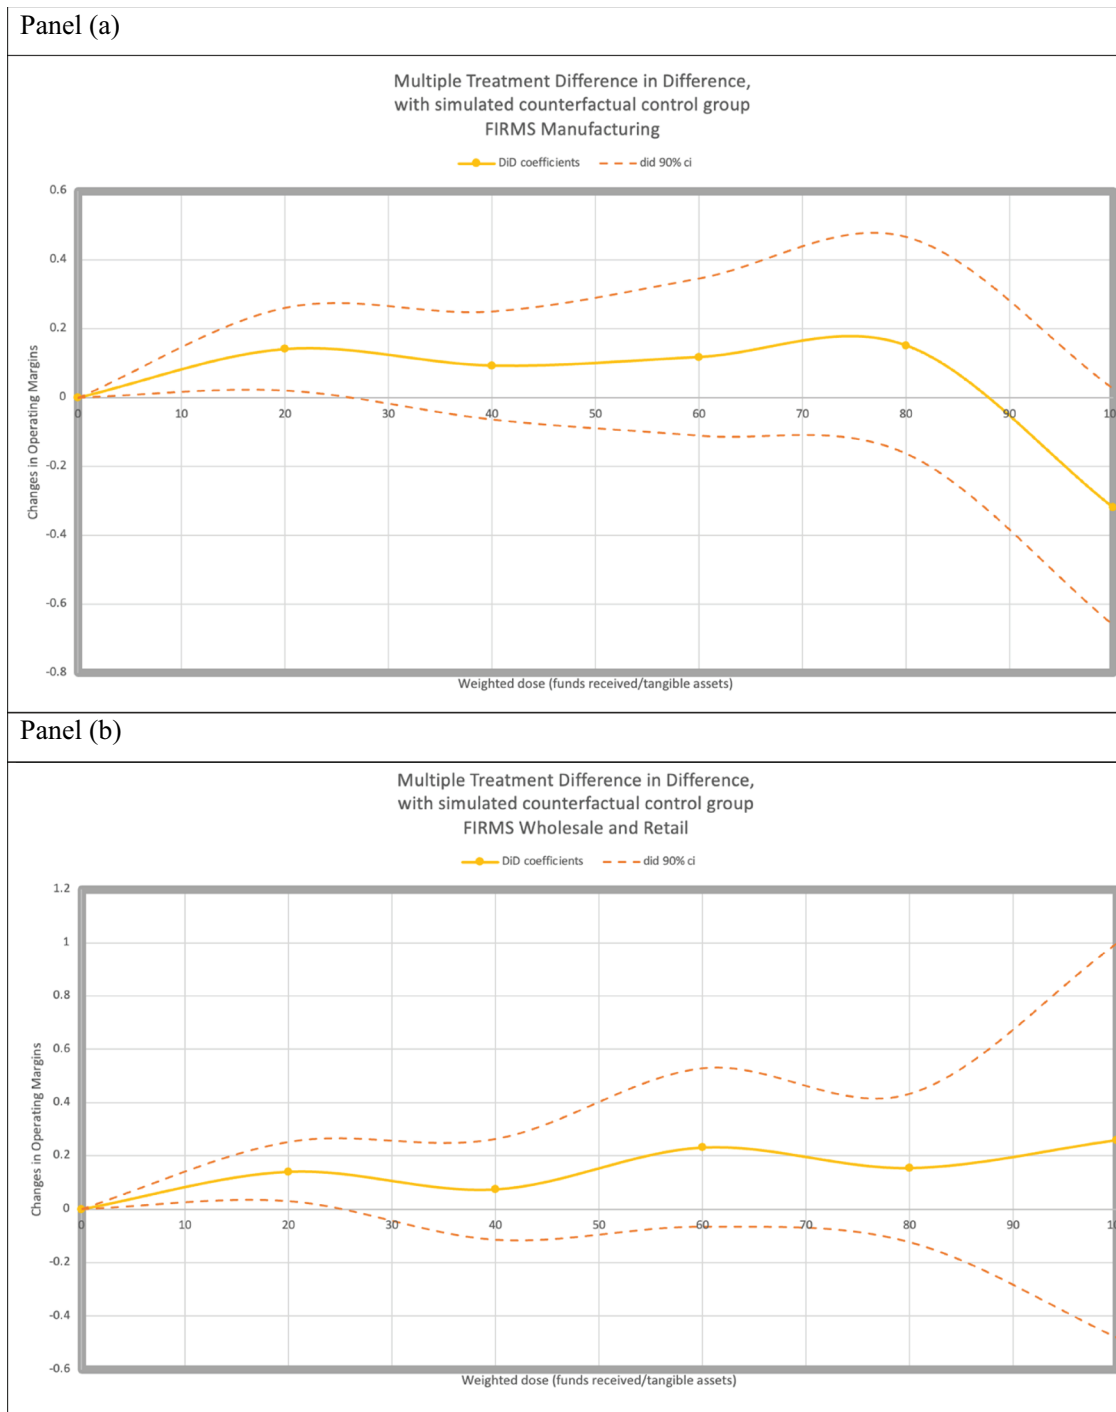 Panel (a)
Multiple Treatment Difference in Difference,
with simulated counterfactual control group
FIRMS Manufacturing
DiD coefficients did 90% ci
0.6
0.4
0.2
0
-0.2
-0.4
-0.6
-0.8
Changes in Operating Margins
0 10 20 30 40 50 60 70 80 90 100
Weighted dose (funds received/tangible assets)
Panel (b)
Multiple Treatment Difference in Difference,
with simulated counterfactual control group
FIRMS Wholesale and Retail
DiD coefficients did 90% ci
1.2
1
0.8
0.6
0.4
0.2
0
-0.2
-0.4
-0.6
Changes in Operating Margins
0 10 20 30 40 50 60 70 80 90 10
Weighted dose (funds received/tangible assets)